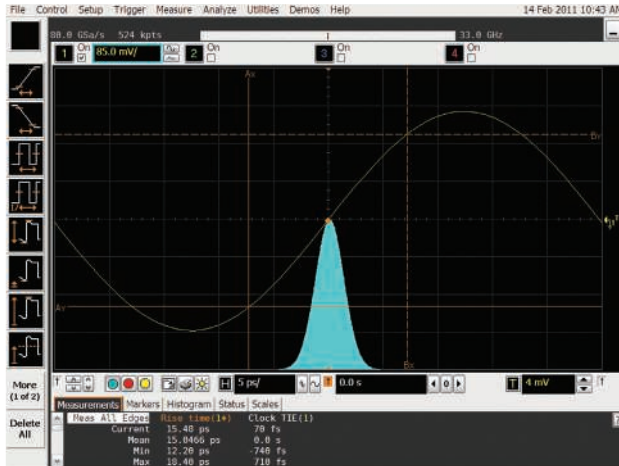 File Control Setup Trigger Measure Analyze Utilities Demos Help 14 Feb 2011 10:43 AM
80.0 GSa/s 524 kpts 33.0 GHz
1 On 85.0 mV/ 2 On 3 On 4 On
Ax
By
Ay
Bx
More
(1 of 2)
Delete
All
H 5 ps/ T 0.0 s 0 T 4 mV
Measurements Markers Histogram Status Scales
Meas All Edges Rise time(1*) Clock TIE(1)
Current 15.48 ps 70 fs
Mean 15.0466 ps 0.0 s
Min 12.20 ps -740 fs
Max 18.40 ps 710 fs